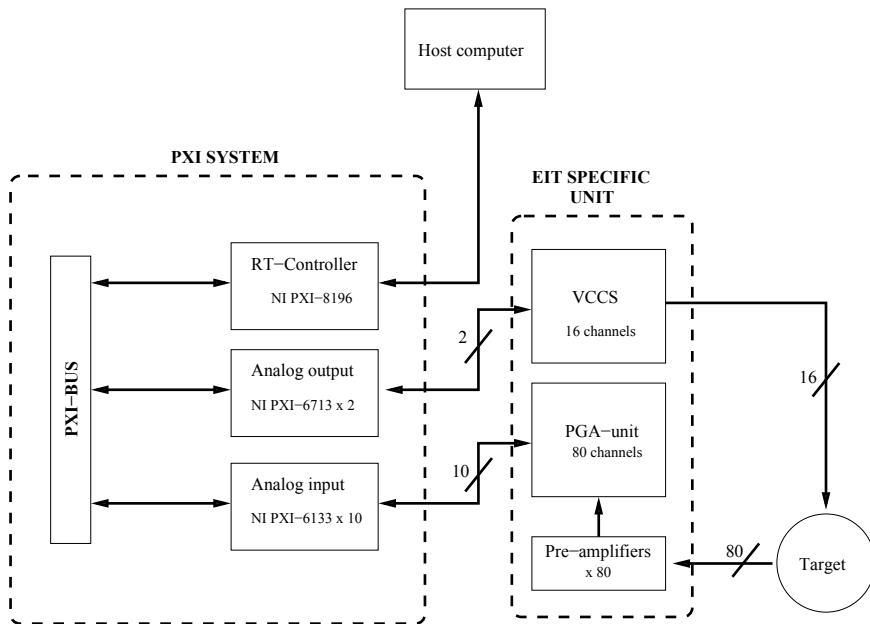 Host computer
PXI SYSTEM
EIT SPECIFIC
UNIT
PXI−BUS
RT−Controller
NI PXI−8196
Analog output
NI PXI−6713 x 2
Analog input
NI PXI−6133 x 10
2
10
VCCS
16 channels
PGA−unit
80 channels
Pre−amplifiers
x 80
16
80
Target